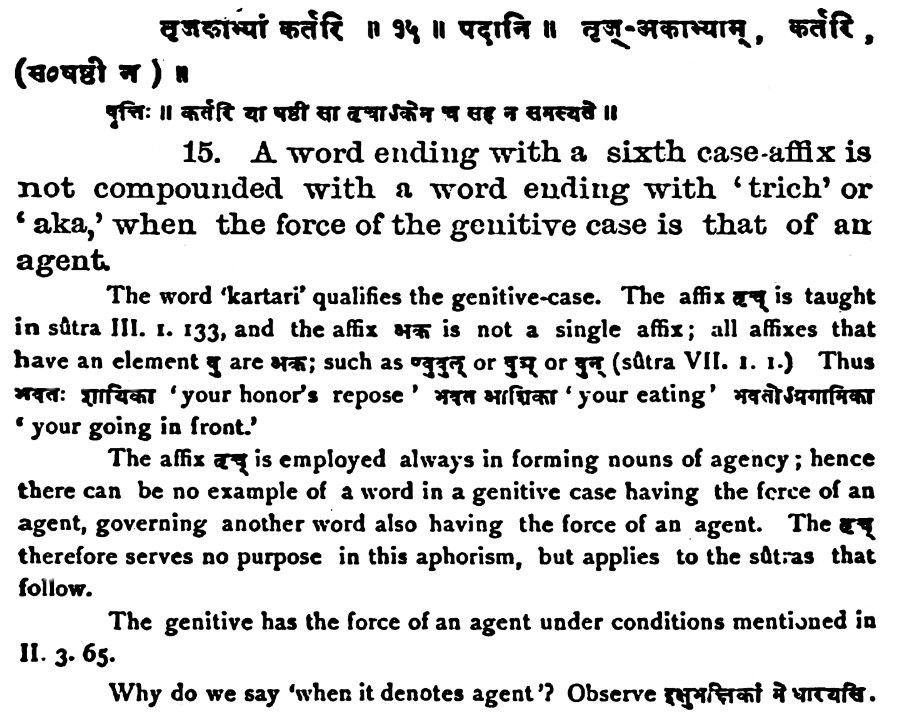 तृजकाभ्यां कर्तरि ॥ १५ ॥ पदानि ॥ तृज्-अकाभ्याम्, कर्तरि,
(स०षष्ठी न) ॥
वृत्तिः ॥ कर्तरि या षष्ठी सा तृचाऽकेन च सह न समस्यते ॥
15. A word ending with a sixth case-affix is
not compounded with a word ending with ‘trich’ or
‘aka,’ when the force of the genitive case is that of an
agent.
The word ‘kartari’ qualifies the genitive-case. The affix तृच् is taught
in sûtra III. 1. 133, and the affix अक is not a single affix; all affixes that
have an element वु are अक; such as ण्वुल् or वुञ् or वुन् (sûtra VII. 1. 1.) Thus
भवतः शायिका ‘your honor's repose’ भवत आशिका ‘your eating’ भवतोऽग्रगामिका
‘your going in front.’
The affix तृच् is employed always in forming nouns of agency; hence
there can be no example of a word in a genitive case having the force of an
agent, governing another word also having the force of an agent. The तृच्
therefore serves no purpose in this aphorism, but applies to the sûtras that
follow.
The genitive has the force of an agent under conditions mentioned in
II. 3. 65.
Why do we say ‘when it denotes agent’? Observe इक्षुभक्षिकां मे धारयसि.